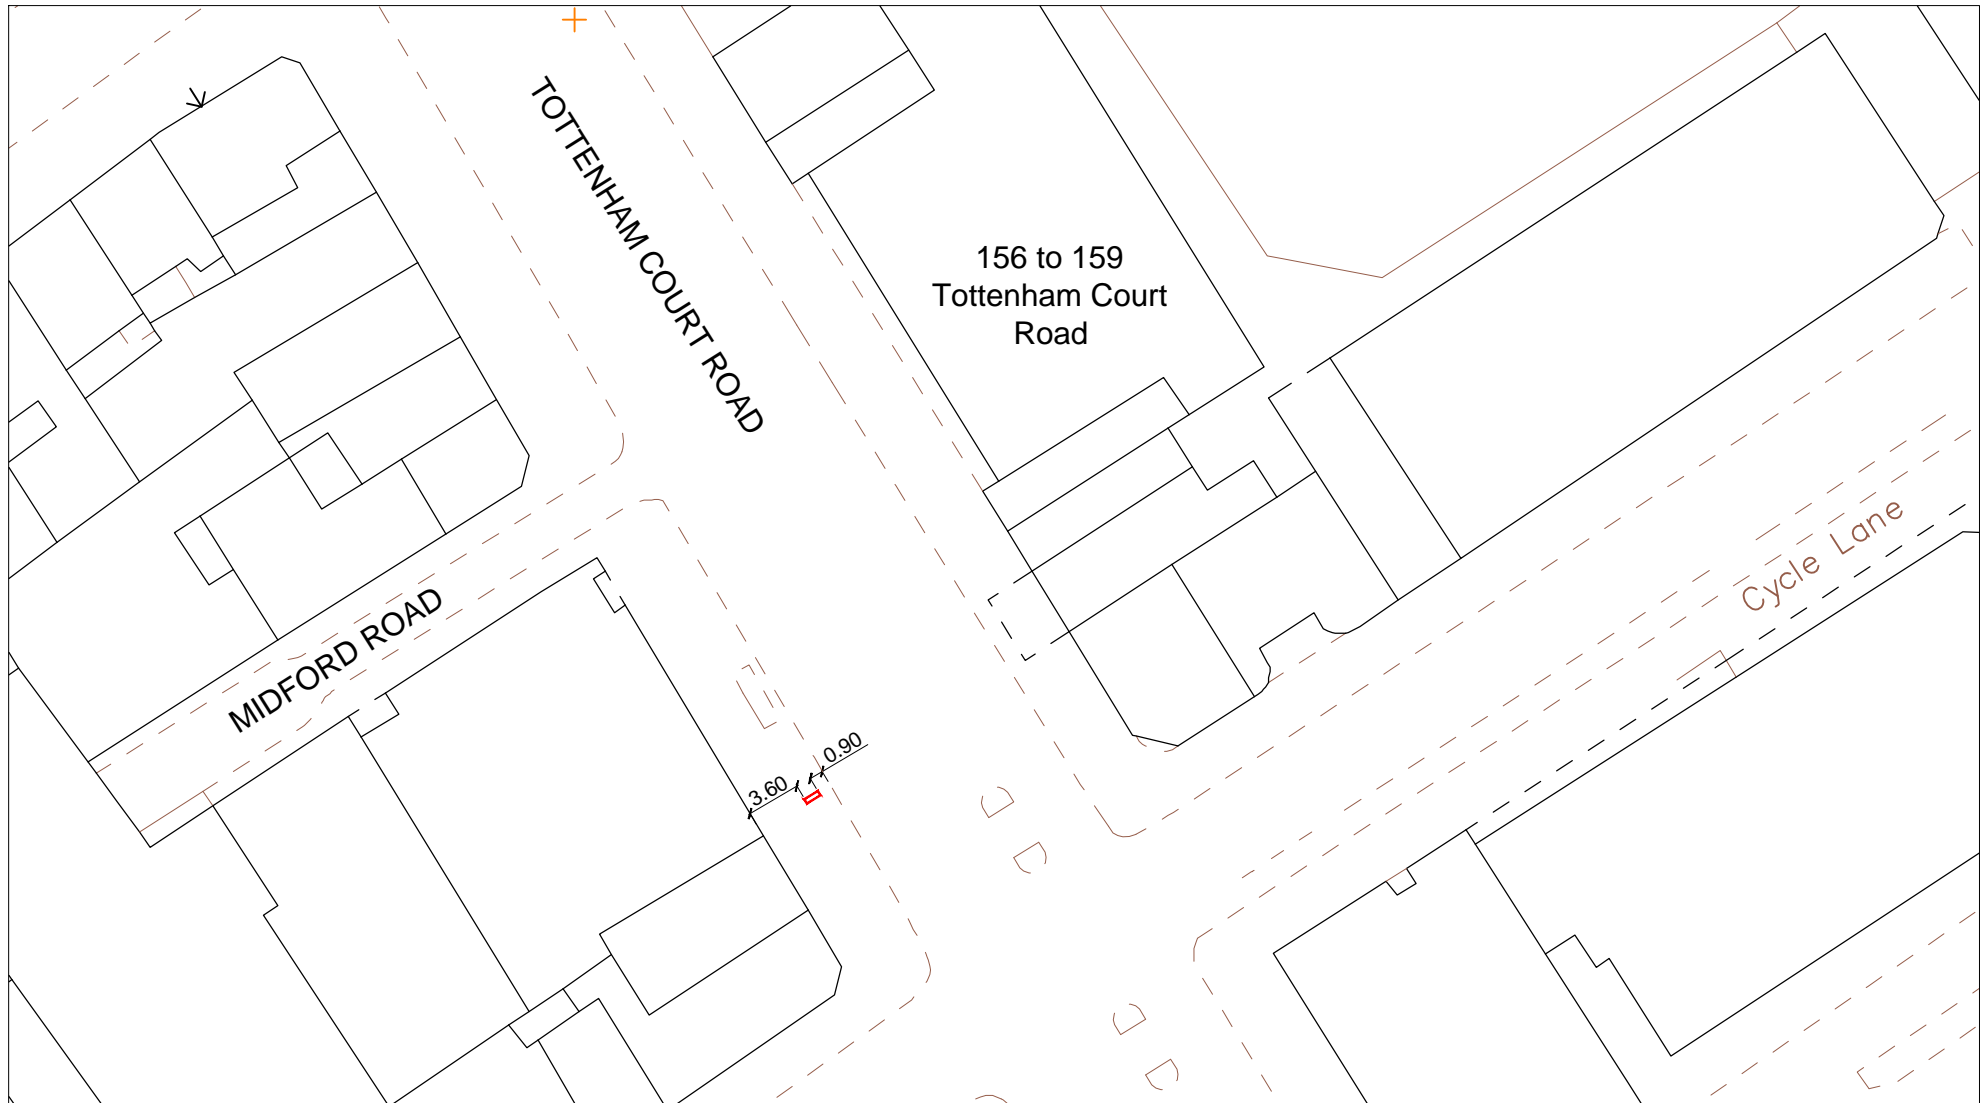 TOTTENHAM COURT ROAD
156 to 159
Tottenham Court
Road
Cycle Lane
MIDFORD ROAD
0.90
3.60